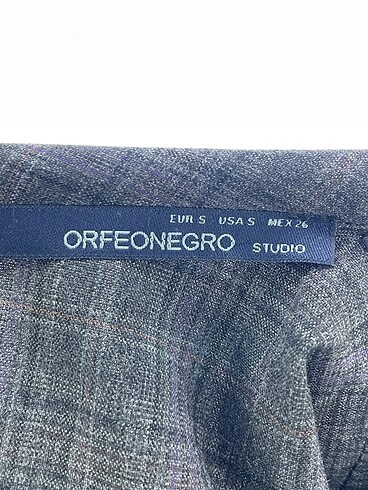 EUR S USA S MEX 26
ORFEONEGRO STUDIO